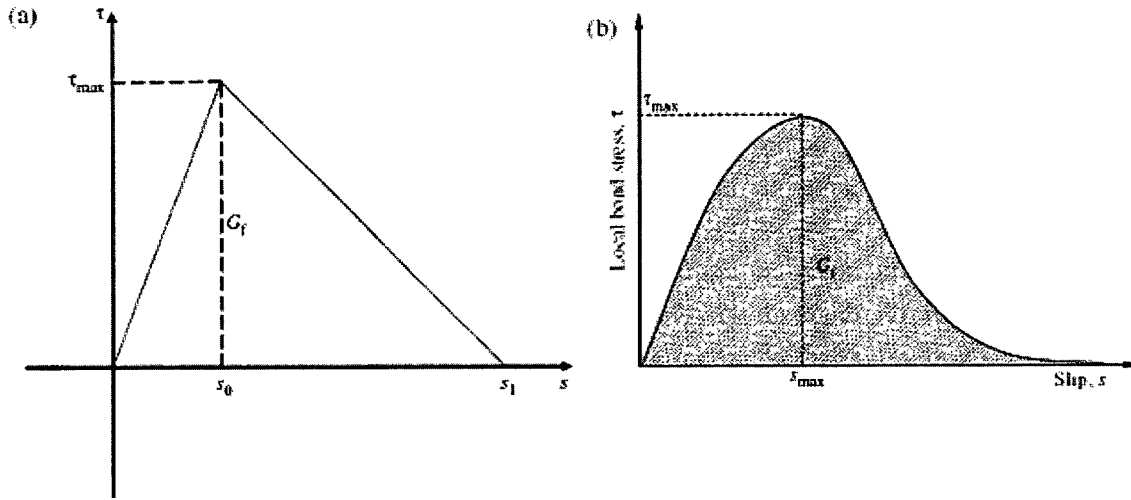 (a)
τ
τmax
Gf
s0
s1
s
(b)
Local bond stress, τ
τmax
Gf
smax
Slip, s